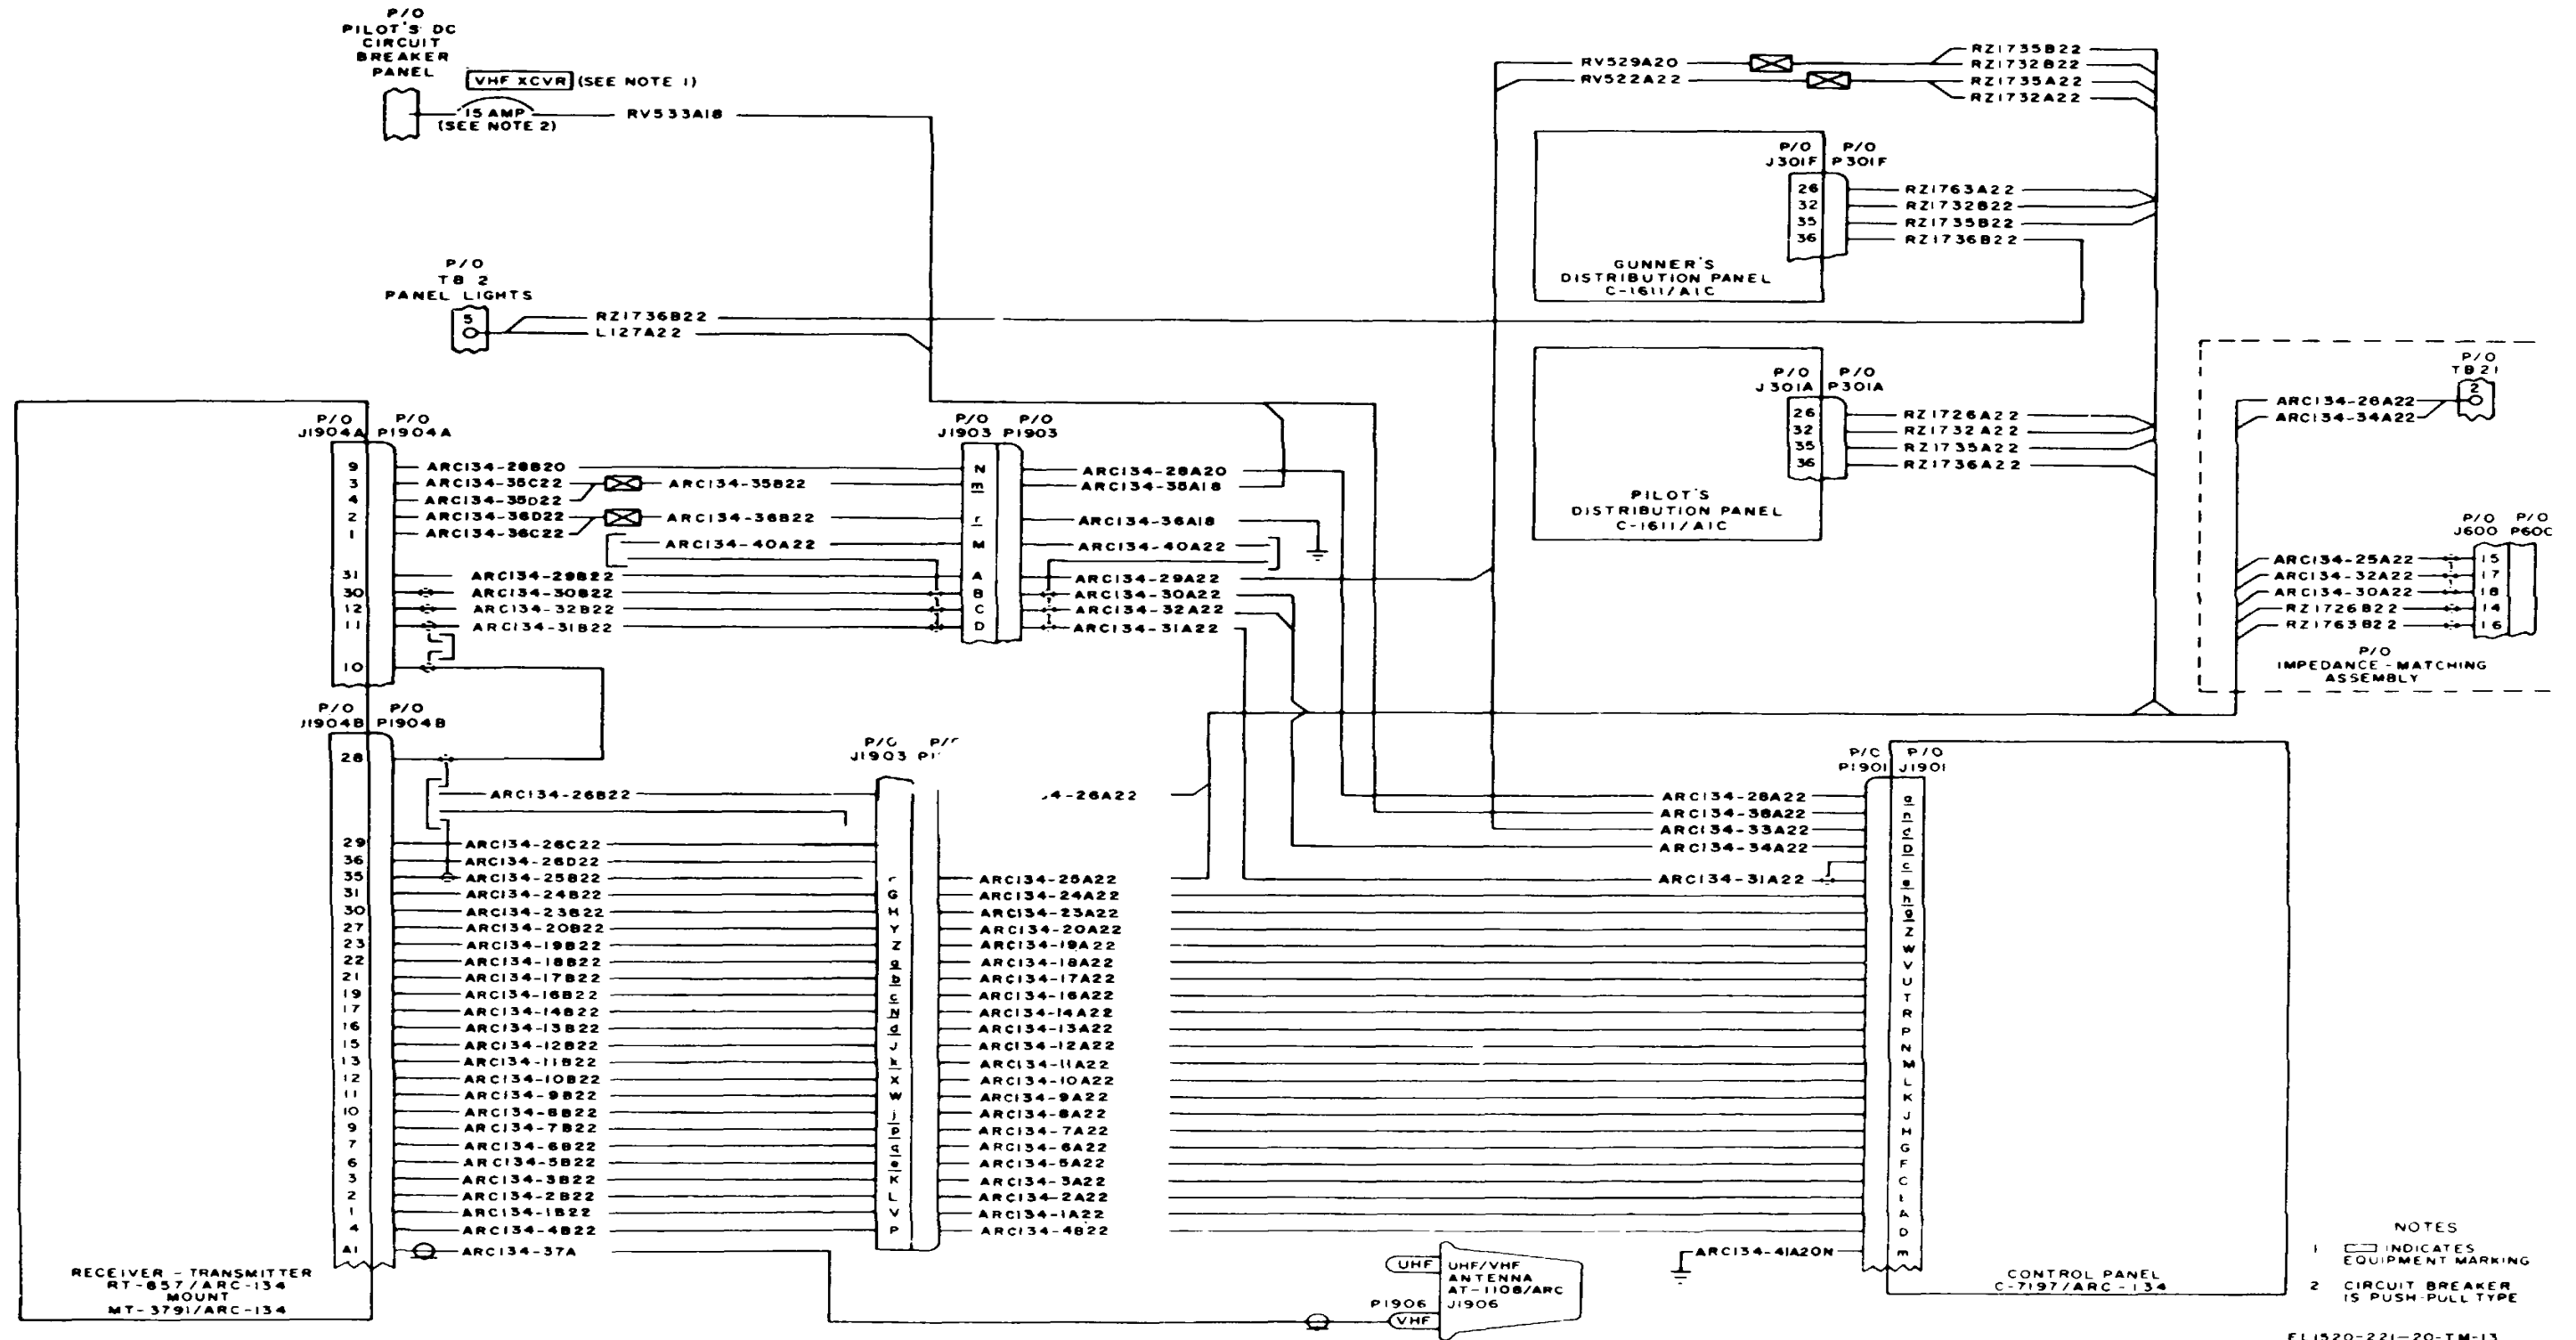 P/O
PILOT'S DC
CIRCUIT
BREAKER
PANEL
VHF XCVR (SEE NOTE 1)
15 AMP
(SEE NOTE 2)
RV533A18
P/O
TB 2
PANEL LIGHTS
5
RZ1736B22
L127A22
RV529A20
RV522A22
RZ1735B22
RZ1732B22
RZ1735A22
RZ1732A22
P/O P/O
J301F P301F
26 RZ1763A22
32 RZ1732B22
35 RZ1735B22
36 RZ1736B22
GUNNER'S
DISTRIBUTION PANEL
C-1611/AIC
P/O P/O
J301A P301A
26 RZ1726A22
32 RZ1732A22
35 RZ1735A22
36 RZ1736A22
PILOT'S
DISTRIBUTION PANEL
C-1611/AIC
P/O
TB21
2
ARC134-26A22
ARC134-34A22
P/O P/O
J600 P600
ARC134-25A22 15
ARC134-32A22 17
ARC134-30A22 18
RZ1726B22 14
RZ1763B22 16
P/O
IMPEDANCE-MATCHING
ASSEMBLY
P/O P/O
J1904A P1904A
P/O P/O
J1903 P1903
9 ARC134-28B20 N ARC134-28A20
3 ARC134-35C22 ARC134-35B22 m ARC134-35A18
4 ARC134-35D22
2 ARC134-36D22 ARC134-36B22 r ARC134-36A18
1 ARC134-36C22
ARC134-40A22 M ARC134-40A22
31 ARC134-29B22 A ARC134-29A22
30 ARC134-30B22 B ARC134-30A22
12 ARC134-32B22 C ARC134-32A22
11 ARC134-31B22 D ARC134-31A22
10
P/O P/O
J1904B P1904B
28
J1903
ARC134-26B22
4-26A22
29 ARC134-26C22
36 ARC134-26D22
35 ARC134-25B22 ARC134-25A22
31 ARC134-24B22 G ARC134-24A22
30 ARC134-23B22 H ARC134-23A22
27 ARC134-20B22 Y ARC134-20A22
23 ARC134-19B22 Z ARC134-19A22
22 ARC134-18B22 a ARC134-18A22
21 ARC134-17B22 b ARC134-17A22
19 ARC134-16B22 c ARC134-16A22
17 ARC134-14B22 N ARC134-14A22
16 ARC134-13B22 d ARC134-13A22
15 ARC134-12B22 J ARC134-12A22
13 ARC134-11B22 k ARC134-11A22
12 ARC134-10B22 X ARC134-10A22
11 ARC134-9B22 W ARC134-9A22
10 ARC134-8B22 j ARC134-8A22
9 ARC134-7B22 p ARC134-7A22
7 ARC134-6B22 q ARC134-6A22
6 ARC134-5B22 e ARC134-5A22
3 ARC134-3B22 K ARC134-3A22
2 ARC134-2B22 L ARC134-2A22
1 ARC134-1B22 V ARC134-1A22
4 ARC134-4B22 P ARC134-4B22
A1 ARC134-37A
RECEIVER - TRANSMITTER
RT-857/ARC-134
MOUNT
MT-3791/ARC-134
P/O
P1901 J1901
ARC134-28A22 a
ARC134-38A22 n
ARC134-33A22 d
ARC134-34A22 D
c
ARC134-31A22 e
h
g
Z
W
V
U
T
R
P
N
M
L
K
J
H
G
F
C
A
D
ARC134-41A20N m
CONTROL PANEL
C-7197/ARC-134
UHF
UHF/VHF
ANTENNA
AT-1108/ARC
P1906 J1906
VHF
NOTES
1 INDICATES
EQUIPMENT MARKING
2 CIRCUIT BREAKER
IS PUSH-PULL TYPE
EL1520-221-20-TM-13